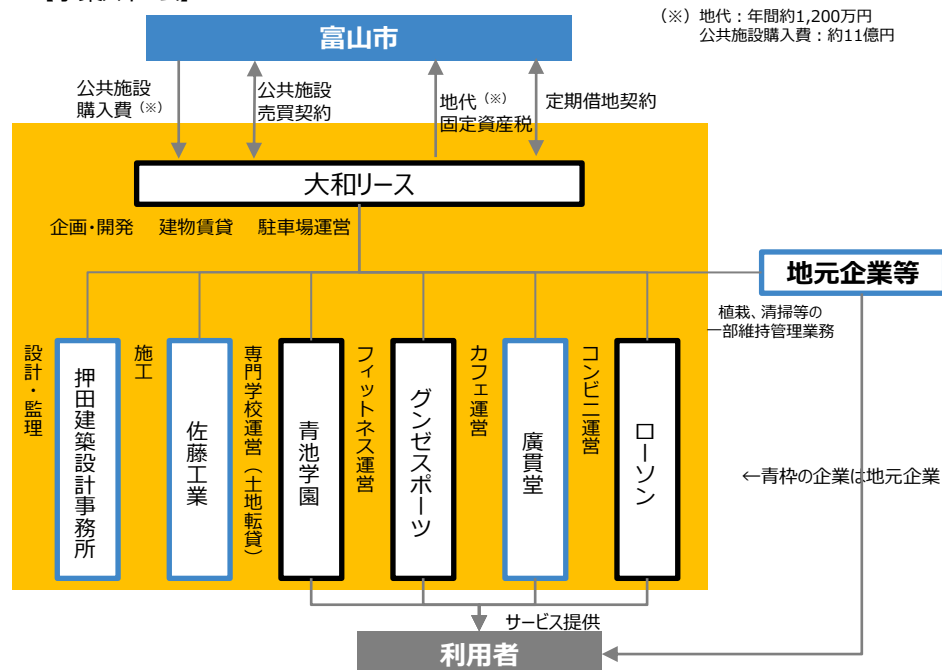 (※) 地代：年間約1,200万円
公共施設購入費：約11億円
富山市
公共施設
購入費 (※)
公共施設
売買契約
地代 (※)
固定資産税
定期借地契約
大和リース
企画・開発 建物賃貸 駐車場運営
地元企業等
植栽、清掃等の
一部維持管理業務
設計・監理
押田建築設計事務所
施工
佐藤工業
専門学校運営（土地転貸）
青池学園
フィットネス運営
グンゼスポーツ
カフェ運営
廣貫堂
コンビニ運営
ローソン
←青枠の企業は地元企業
サービス提供
利用者